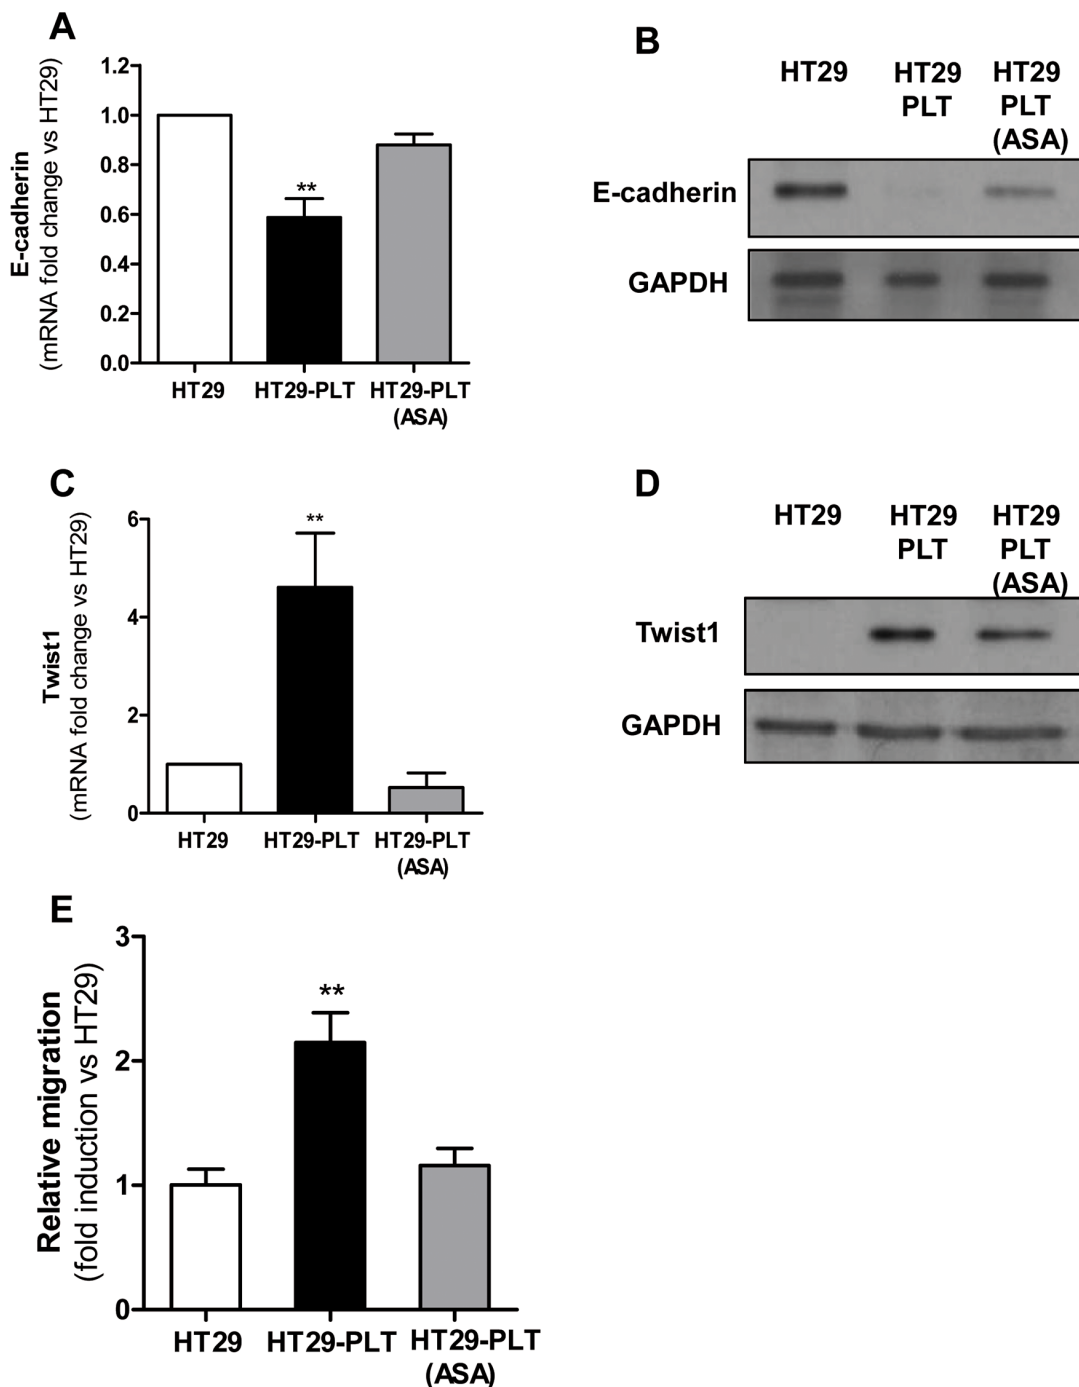 A
E-cadherin
(mRNA fold change vs HT29)
1.2
1.0
0.8
0.6
0.4
0.2
0.0
**
HT29
HT29-PLT
HT29-PLT
(ASA)
B
HT29
HT29
PLT
HT29
PLT
(ASA)
E-cadherin
GAPDH
C
Twist1
(mRNA fold change vs HT29)
6
4
2
0
**
HT29
HT29-PLT
HT29-PLT
(ASA)
D
HT29
HT29
PLT
HT29
PLT
(ASA)
Twist1
GAPDH
E
Relative migration
(fold induction vs HT29)
3
2
1
0
**
HT29
HT29-PLT
HT29-PLT
(ASA)